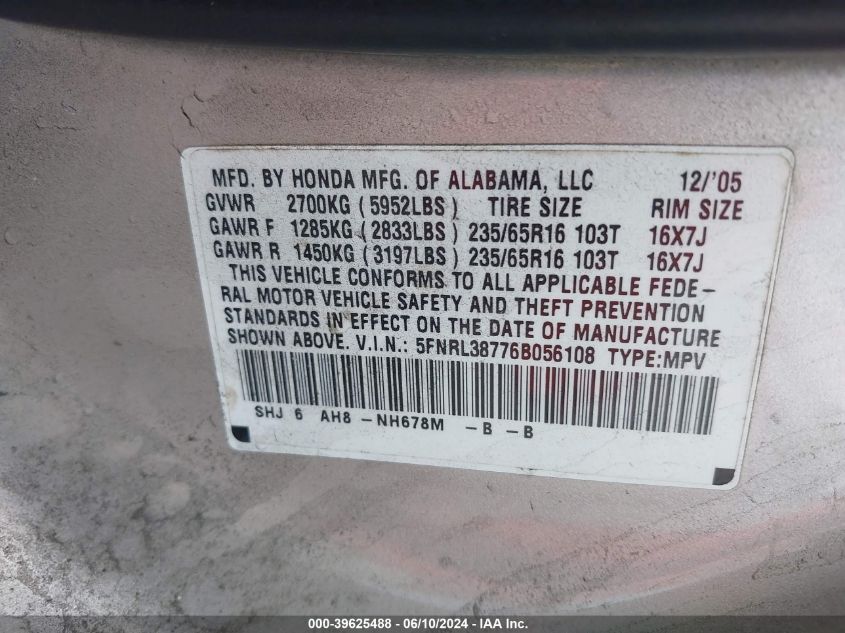 MFD. BY HONDA MFG. OF ALABAMA, LLC 12/'05
GVWR 2700KG (5952LBS) TIRE SIZE RIM SIZE
GAWR F 1285KG (2833LBS) 235/65R16 103T 16X7J
GAWR R 1450KG (3197LBS) 235/65R16 103T 16X7J
THIS VEHICLE CONFORMS TO ALL APPLICABLE FEDE-
RAL MOTOR VEHICLE SAFETY AND THEFT PREVENTION
STANDARDS IN EFFECT ON THE DATE OF MANUFACTURE
SHOWN ABOVE. V.I.N.: 5FNRL38776B056108 TYPE:MPV
SHJ 6 AH8 -NH678M -B -B
000-39625488 - 06/10/2024 - IAAI.COM